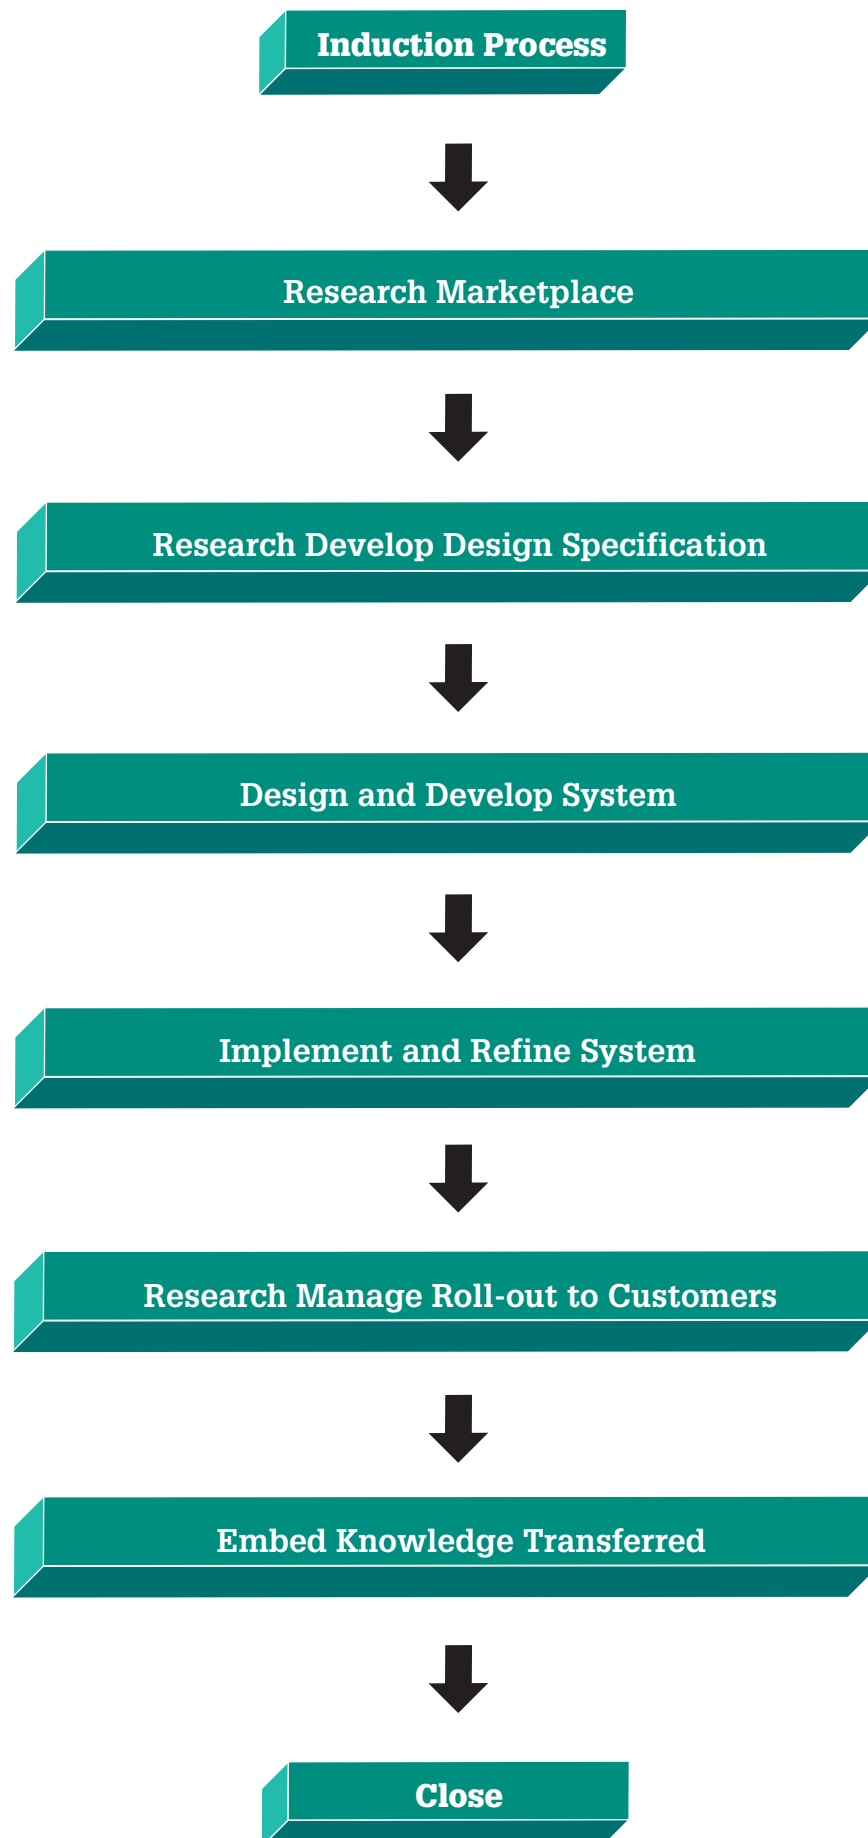 Induction Process
Research Marketplace
Research Develop Design Specification
Design and Develop System
Implement and Refine System
Research Manage Roll-out to Customers
Embed Knowledge Transferred
Close